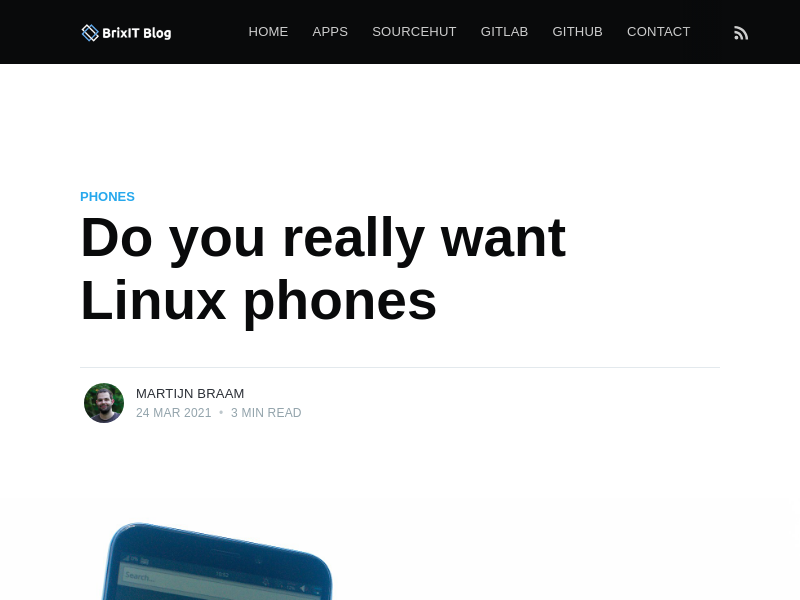 BrixIT Blog
HOME APPS SOURCEHUT GITLAB GITHUB CONTACT
PHONES
Do you really want
Linux phones
MARTIJN BRAAM
24 MAR 2021 • 3 MIN READ
Search...